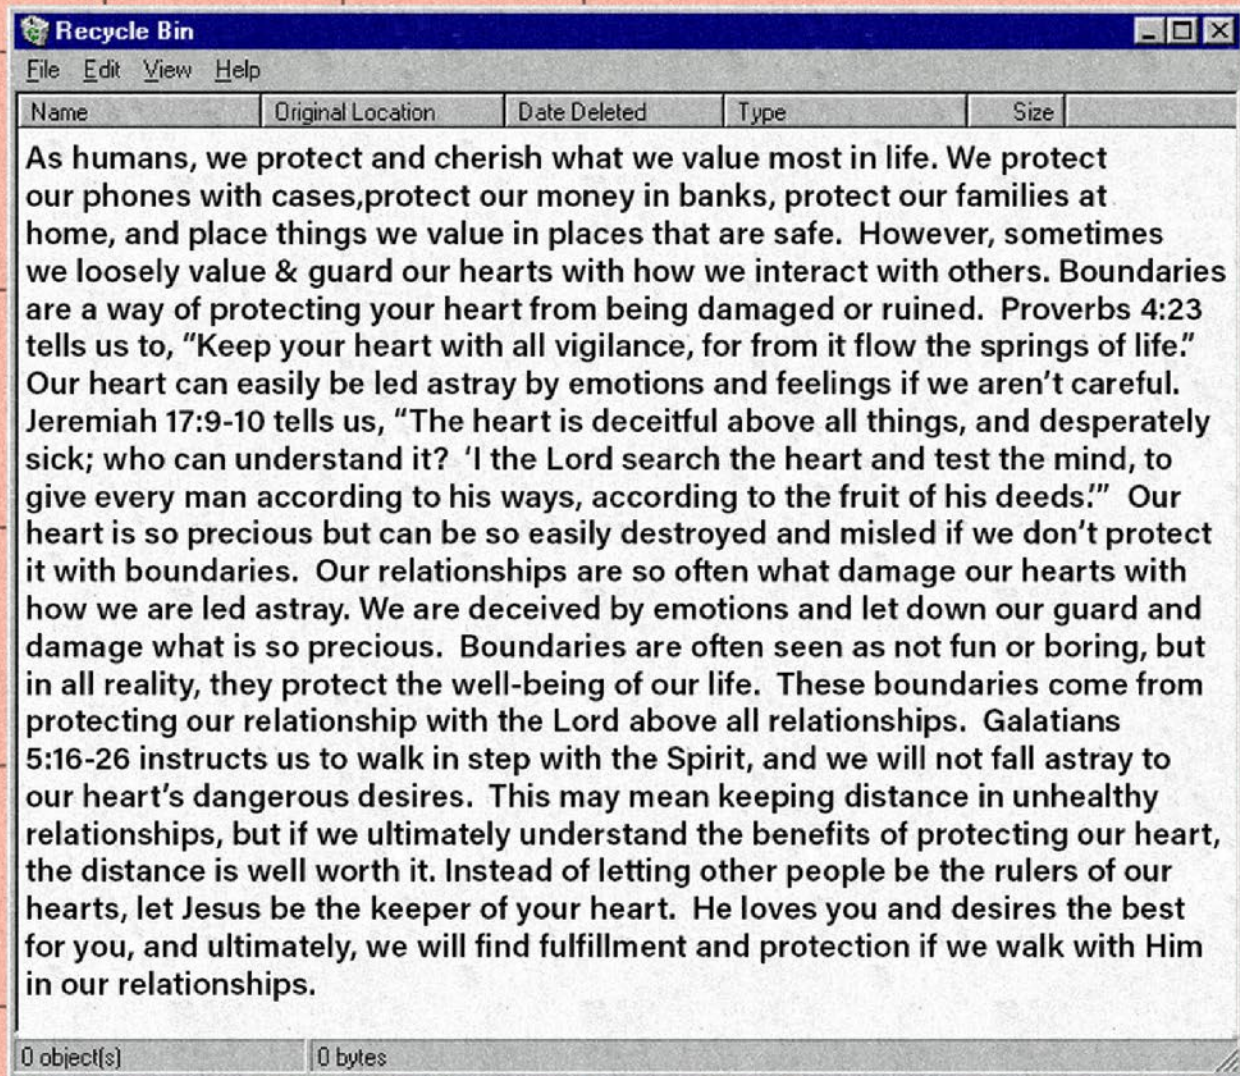 Recycle Bin
File Edit View Help
Name Original Location Date Deleted Type Size
As humans, we protect and cherish what we value most in life. We protect
our phones with cases,protect our money in banks, protect our families at
home, and place things we value in places that are safe.  However, sometimes
we loosely value & guard our hearts with how we interact with others. Boundaries
are a way of protecting your heart from being damaged or ruined.  Proverbs 4:23
tells us to, “Keep your heart with all vigilance, for from it flow the springs of life.”
Our heart can easily be led astray by emotions and feelings if we aren’t careful.
Jeremiah 17:9-10 tells us, “The heart is deceitful above all things, and desperately
sick; who can understand it?  ‘I the Lord search the heart and test the mind, to
give every man according to his ways, according to the fruit of his deeds.’”  Our
heart is so precious but can be so easily destroyed and misled if we don’t protect
it with boundaries.  Our relationships are so often what damage our hearts with
how we are led astray. We are deceived by emotions and let down our guard and
damage what is so precious.  Boundaries are often seen as not fun or boring, but
in all reality, they protect the well-being of our life.  These boundaries come from
protecting our relationship with the Lord above all relationships.  Galatians
5:16-26 instructs us to walk in step with the Spirit, and we will not fall astray to
our heart’s dangerous desires.  This may mean keeping distance in unhealthy
relationships, but if we ultimately understand the benefits of protecting our heart,
the distance is well worth it. Instead of letting other people be the rulers of our
hearts, let Jesus be the keeper of your heart.  He loves you and desires the best
for you, and ultimately, we will find fulfillment and protection if we walk with Him
in our relationships.
0 object(s) 0 bytes